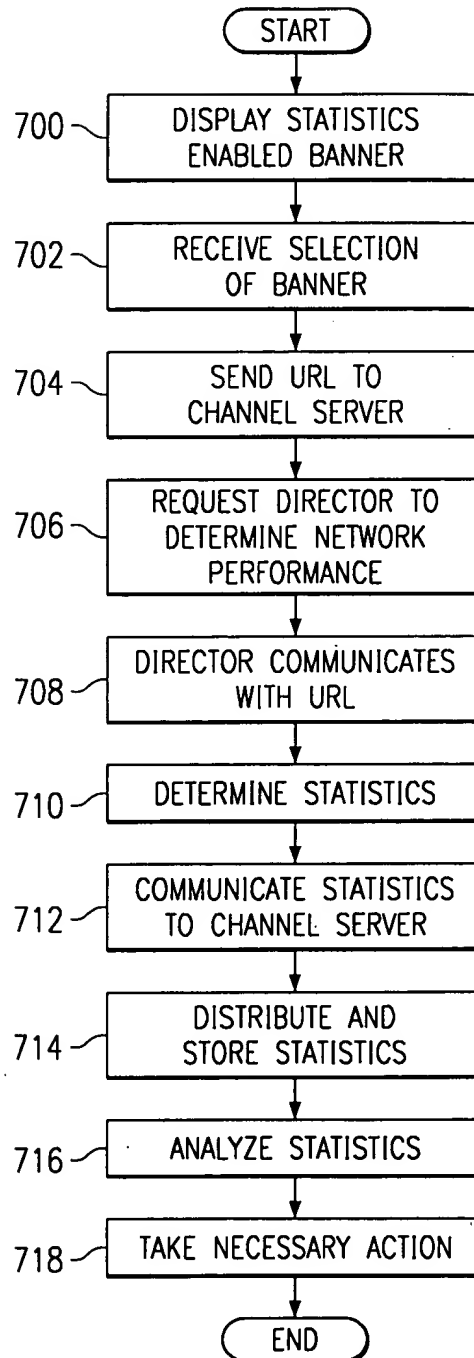 START
700
DISPLAY STATISTICS
ENABLED BANNER
702
RECEIVE SELECTION
OF BANNER
704
SEND URL TO
CHANNEL SERVER
706
REQUEST DIRECTOR TO
DETERMINE NETWORK
PERFORMANCE
708
DIRECTOR COMMUNICATES
WITH URL
710
DETERMINE STATISTICS
712
COMMUNICATE STATISTICS
TO CHANNEL SERVER
714
DISTRIBUTE AND
STORE STATISTICS
716
ANALYZE STATISTICS
718
TAKE NECESSARY ACTION
END